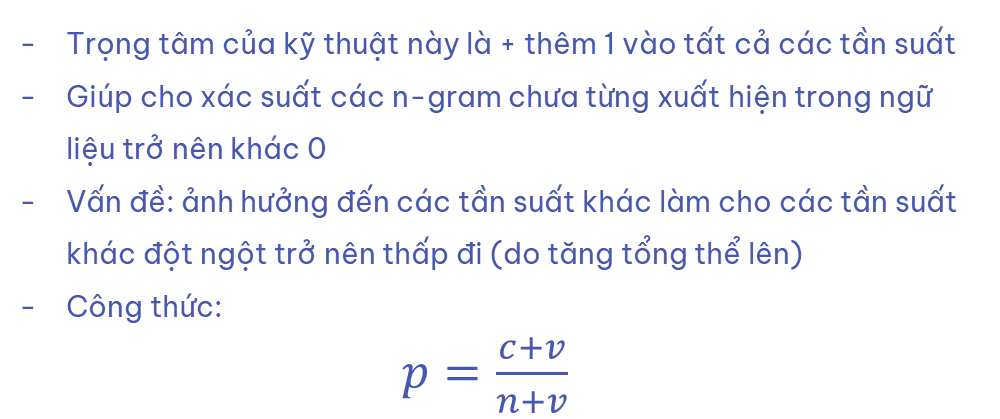 - Trọng tâm của kỹ thuật này là + thêm 1 vào tất cả các tần suất
- Giúp cho xác suất các n-gram chưa từng xuất hiện trong ngữ
liệu trở nên khác 0
- Vấn đề: ảnh hưởng đến các tần suất khác làm cho các tần suất
khác đột ngột trở nên thấp đi (do tăng tổng thể lên)
- Công thức:
p = (c+v)/(n+v)